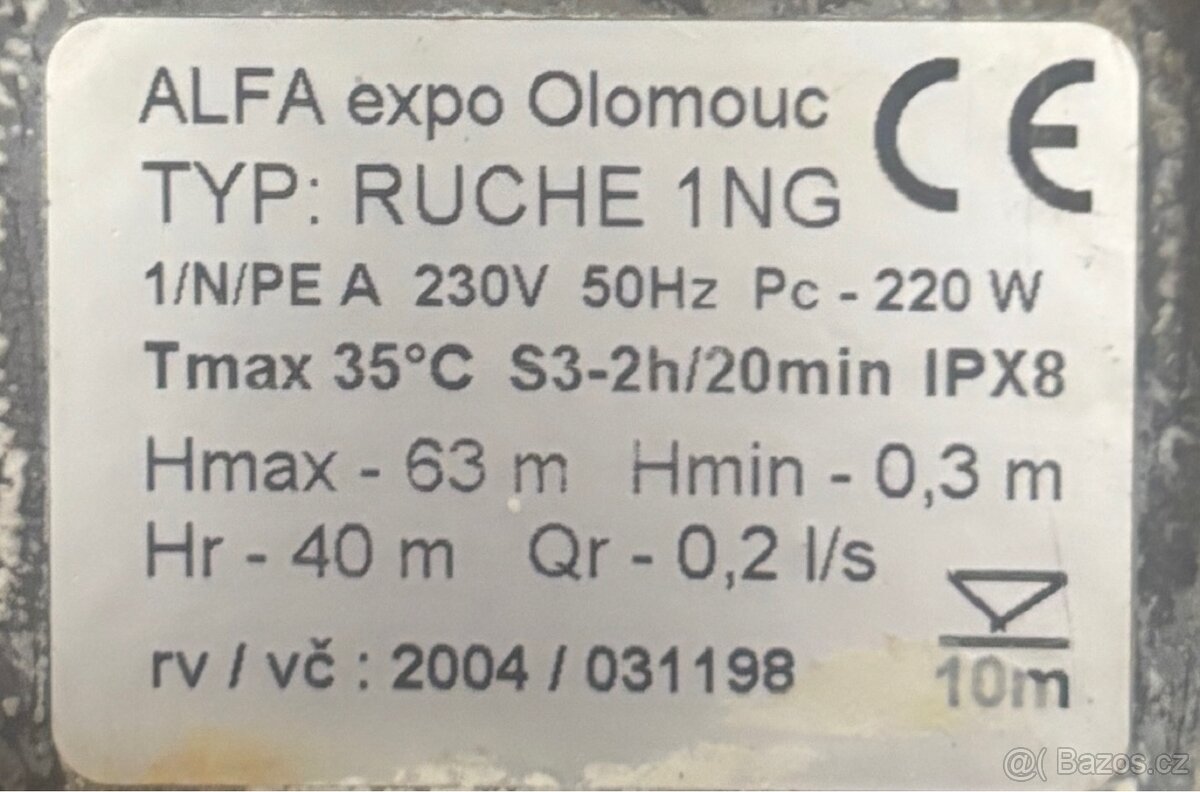 ALFA expo Olomouc CE
TYP: RUCHE 1NG
1/N/PE A 230V 50Hz Pc - 220 W
Tmax 35°C S3-2h/20min IPX8
Hmax - 63 m Hmin - 0,3 m
Hr - 40 m Qr - 0,2 l/s
rv / vč : 2004 / 031198
10m
@( Bazos.cz